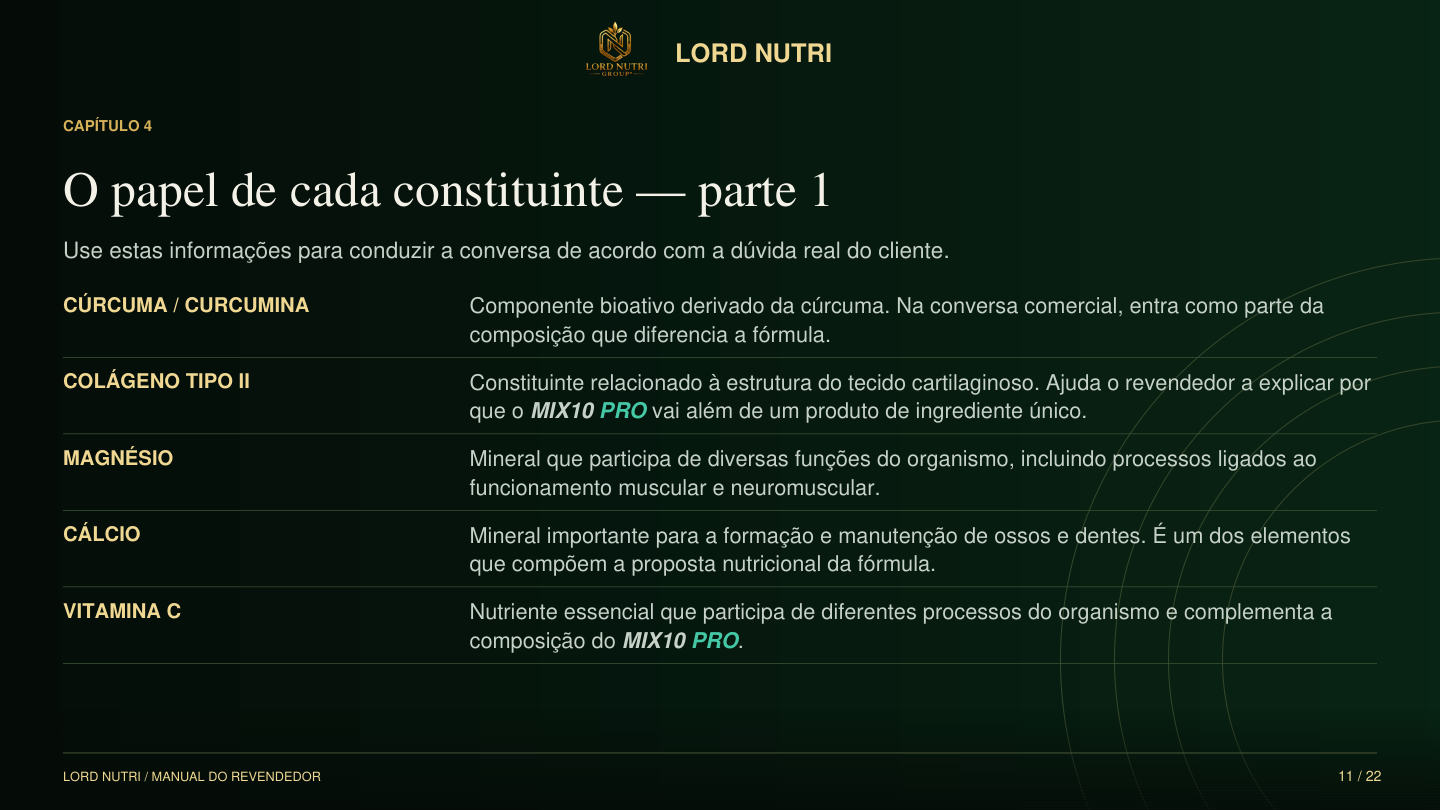 LORD NUTRI
GROUP
LORD NUTRI
CAPÍTULO 4
O papel de cada constituinte — parte 1
Use estas informações para conduzir a conversa de acordo com a dúvida real do cliente.
CÚRCUMA / CURCUMINA
Componente bioativo derivado da cúrcuma. Na conversa comercial, entra como parte da
composição que diferencia a fórmula.
COLÁGENO TIPO II
Constituinte relacionado à estrutura do tecido cartilaginoso. Ajuda o revendedor a explicar por
que o MIX10 PRO vai além de um produto de ingrediente único.
MAGNÉSIO
Mineral que participa de diversas funções do organismo, incluindo processos ligados ao
funcionamento muscular e neuromuscular.
CÁLCIO
Mineral importante para a formação e manutenção de ossos e dentes. É um dos elementos
que compõem a proposta nutricional da fórmula.
VITAMINA C
Nutriente essencial que participa de diferentes processos do organismo e complementa a
composição do MIX10 PRO.
LORD NUTRI / MANUAL DO REVENDEDOR
11 / 22